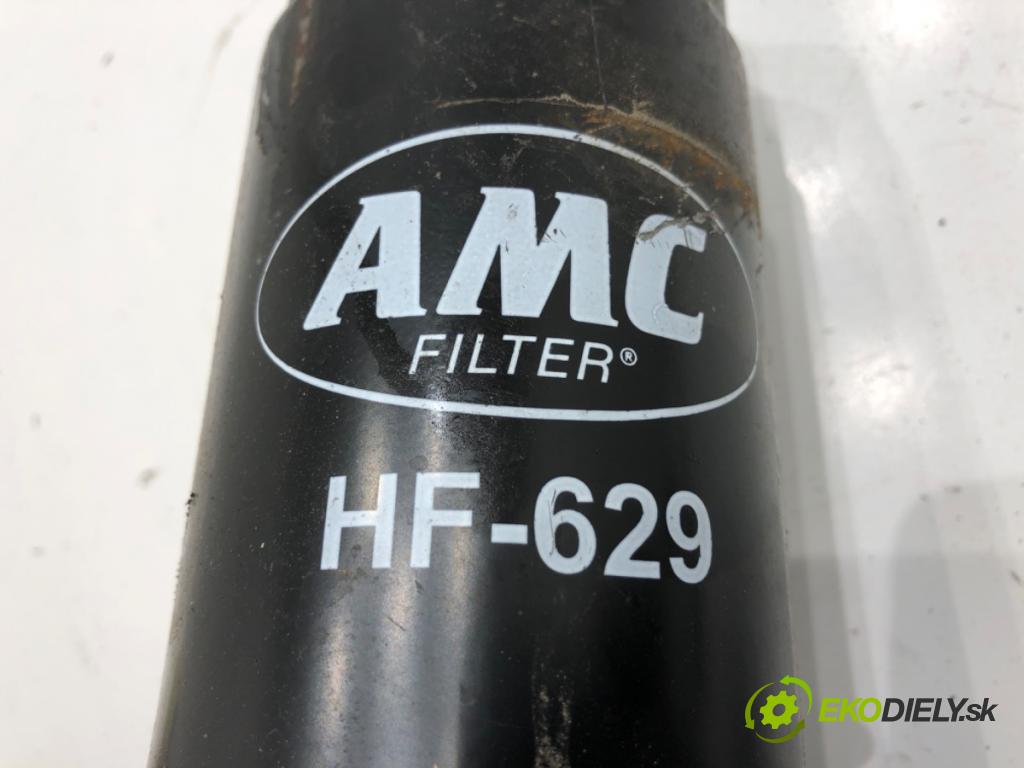 AMC
FILTER®
HF-629
EKODIELY.sk